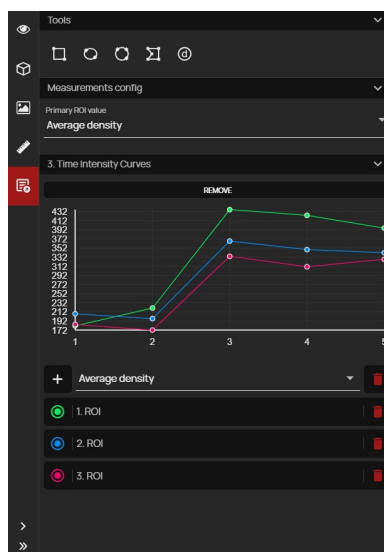 Tools
d
Measurements config
Primary ROI value
Average density
3. Time Intensity Curves
REMOVE
432
412
392
372
352
332
312
292
272
252
232
212
192
172
1 2 3 4 5
+ Average density
1. ROI
2. ROI
3. ROI